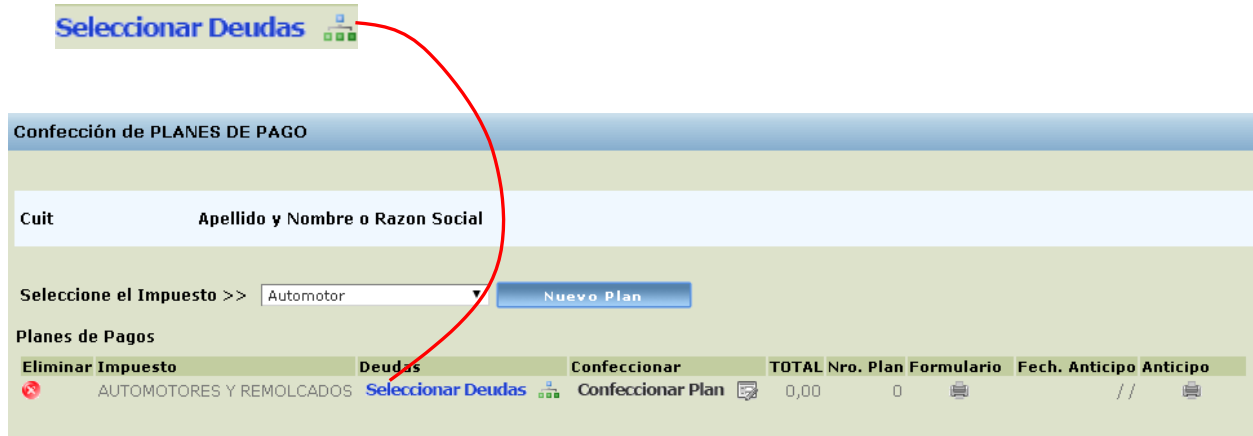 Seleccionar Deudas
Confección de PLANES DE PAGO
Cuit Apellido y Nombre o Razon Social
Seleccione el Impuesto >> Automotor Nuevo Plan
Planes de Pagos
Eliminar Impuesto Deudas Confeccionar TOTAL Nro. Plan Formulario Fech. Anticipo Anticipo
AUTOMOTORES Y REMOLCADOS Seleccionar Deudas Confeccionar Plan 0,00 0 / /